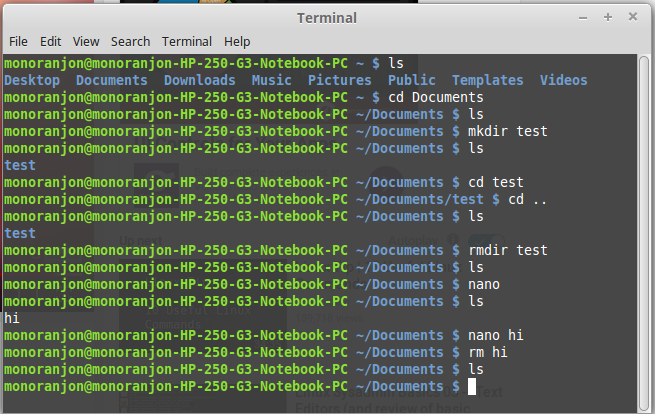 Terminal
File Edit View Search Terminal Help
monoranjon@monoranjon-HP-250-G3-Notebook-PC ~ $ ls
Desktop Documents Downloads Music Pictures Public Templates Videos
monoranjon@monoranjon-HP-250-G3-Notebook-PC ~ $ cd Documents
monoranjon@monoranjon-HP-250-G3-Notebook-PC ~/Documents $ ls
monoranjon@monoranjon-HP-250-G3-Notebook-PC ~/Documents $ mkdir test
monoranjon@monoranjon-HP-250-G3-Notebook-PC ~/Documents $ ls
test
monoranjon@monoranjon-HP-250-G3-Notebook-PC ~/Documents $ cd test
monoranjon@monoranjon-HP-250-G3-Notebook-PC ~/Documents/test $ cd ..
monoranjon@monoranjon-HP-250-G3-Notebook-PC ~/Documents $ ls
test
monoranjon@monoranjon-HP-250-G3-Notebook-PC ~/Documents $ rmdir test
monoranjon@monoranjon-HP-250-G3-Notebook-PC ~/Documents $ ls
monoranjon@monoranjon-HP-250-G3-Notebook-PC ~/Documents $ nano
monoranjon@monoranjon-HP-250-G3-Notebook-PC ~/Documents $ ls
hi
monoranjon@monoranjon-HP-250-G3-Notebook-PC ~/Documents $ nano hi
monoranjon@monoranjon-HP-250-G3-Notebook-PC ~/Documents $ rm hi
monoranjon@monoranjon-HP-250-G3-Notebook-PC ~/Documents $ ls
monoranjon@monoranjon-HP-250-G3-Notebook-PC ~/Documents $